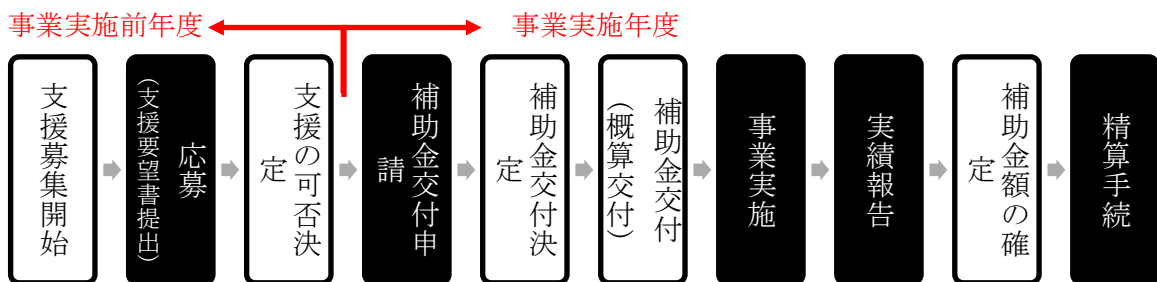 事業実施前年度
事業実施年度
支援募集開始
応募
(支援要望書提出)
支援の可否決
定
補助金交付申
請
補助金交付決
定
補助金交付
(概算交付)
事業実施
実績報告
補助金額の確
定
精算手続